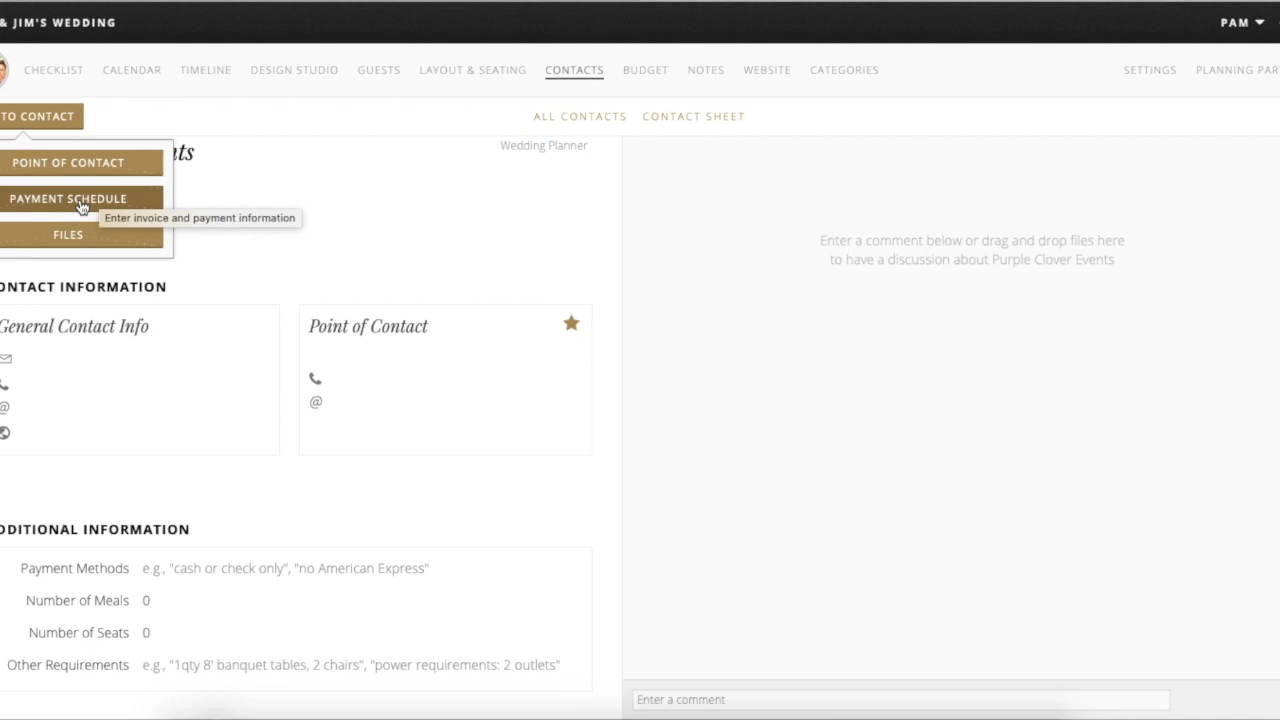 & JIM'S WEDDING
PAM
CHECKLIST CALENDAR TIMELINE DESIGN STUDIO GUESTS LAYOUT & SEATING CONTACTS BUDGET NOTES WEBSITE CATEGORIES SETTINGS PLANNING PAR
TO CONTACT
ALL CONTACTS CONTACT SHEET
POINT OF CONTACT
PAYMENT SCHEDULE
Enter invoice and payment information
FILES
nts
Wedding Planner
Enter a comment below or drag and drop files here
to have a discussion about Purple Clover Events
ONTACT INFORMATION
General Contact Info
Point of Contact
@
@
DDITIONAL INFORMATION
Payment Methods e.g., "cash or check only", "no American Express"
Number of Meals 0
Number of Seats 0
Other Requirements e.g., "1qty 8' banquet tables, 2 chairs", "power requirements: 2 outlets"
Enter a comment